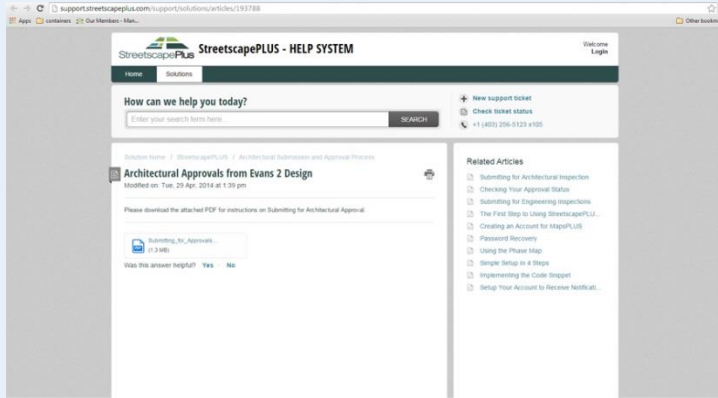 support.streetscapeplus.com/support/solutions/articles/193788
Apps
containers
Our Members - Man...
Other bookm
StreetscapePlus
StreetscapePLUS - HELP SYSTEM
Welcome
Login
Home
Solutions
How can we help you today?
Enter your search term here...
SEARCH
New support ticket
Check ticket status
+1 (403) 256-5123 x105
Solution home / StreetscapePLUS / Architectural Submission and Approval Process
Architectural Approvals from Evans 2 Design
Modified on: Tue, 29 Apr, 2014 at 1:39 pm
Please download the attached PDF for instructions on Submitting for Architectural Approval.
Submitting_for_Approvals...
(1.3 MB)
Was this answer helpful? Yes No
Related Articles
Submitting for Architectural Inspection
Checking Your Approval Status
Submitting for Engineering Inspections
The First Step to Using StreetscapePLU...
Creating an Account for MapsPLUS
Password Recovery
Using the Phase Map
Simple Setup in 4 Steps
Implementing the Code Snippet
Setup Your Account to Receive Notificati...